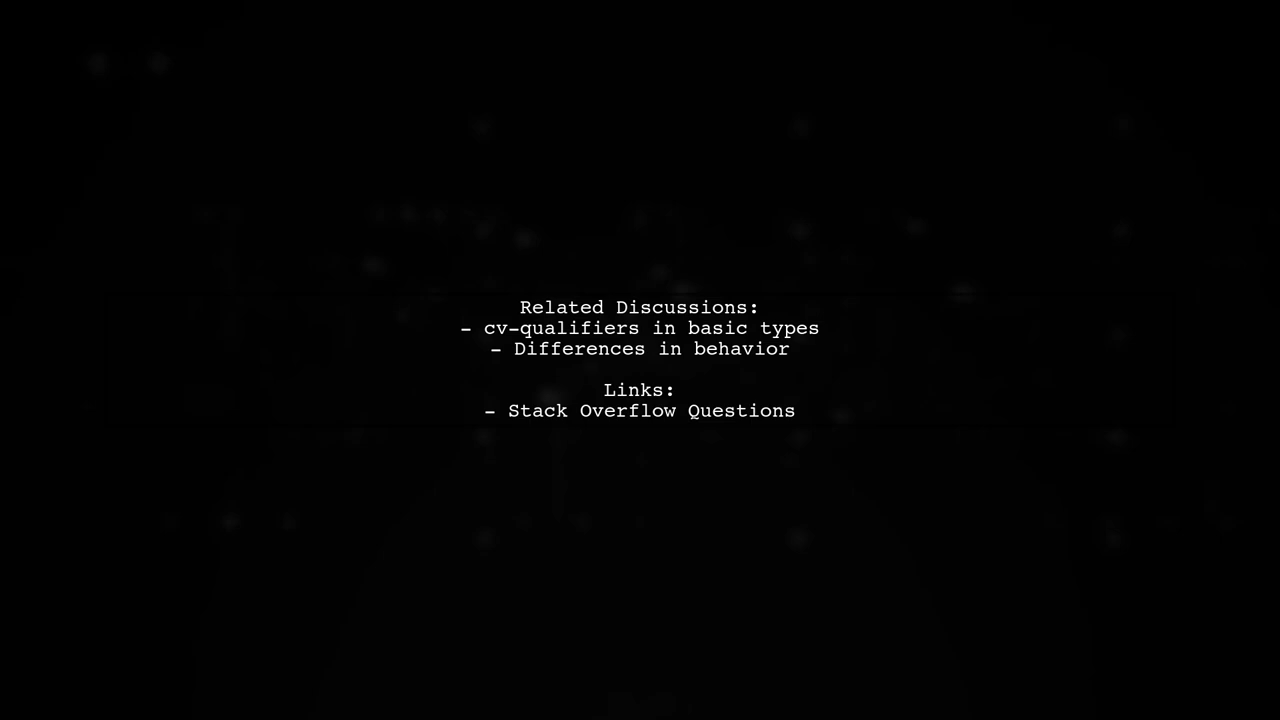 Related Discussions:
- cv-qualifiers in basic types
- Differences in behavior
Links:
- Stack Overflow Questions